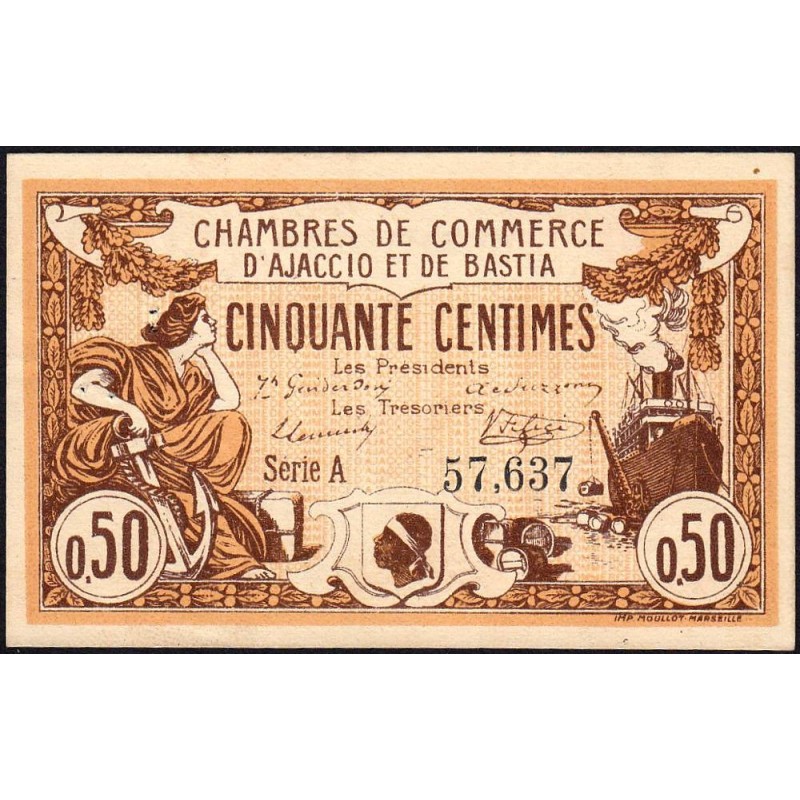 CHAMBRES DE COMMERCE
D'AJACCIO ET DE BASTIA
CINQUANTE CENTIMES
Les Présidents
Les Trésoriers
Série A 57,637
0.50 0.50
IMP. MOULLOT-MARSEILLE